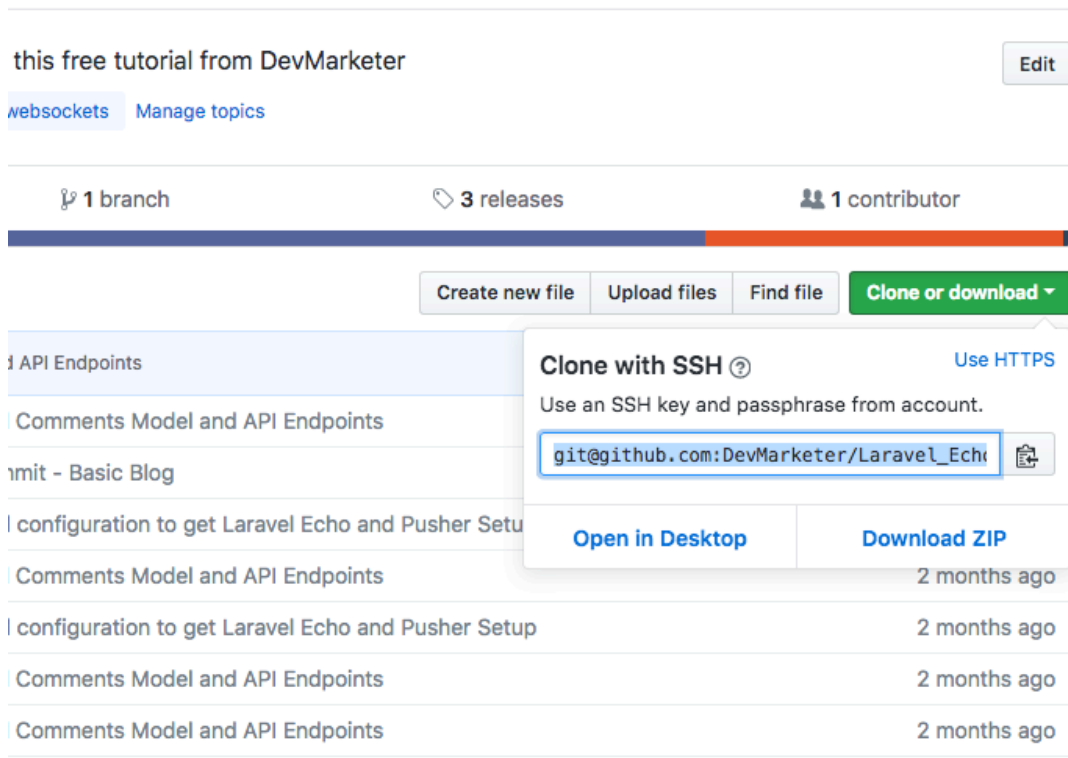 this free tutorial from DevMarketer
Edit
websockets Manage topics
1 branch 3 releases 1 contributor
Create new file Upload files Find file Clone or download
API Endpoints
Clone with SSH
Use HTTPS
Use an SSH key and passphrase from account.
git@github.com:DevMarketer/Laravel_Echo
Open in Desktop Download ZIP
Comments Model and API Endpoints
- Basic Blog
configuration to get Laravel Echo and Pusher
Comments Model and API Endpoints 2 months ago
configuration to get Laravel Echo and Pusher Setup 2 months ago
Comments Model and API Endpoints 2 months ago
Comments Model and API Endpoints 2 months ago